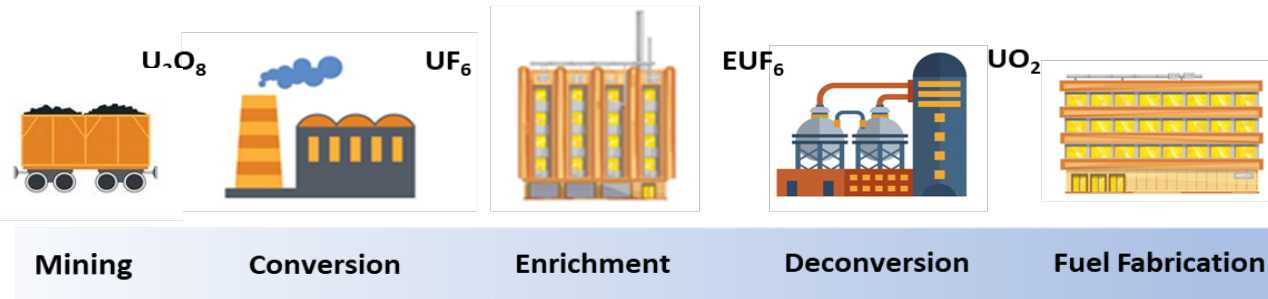 U₃O₈
UF₆
EUF₆
UO₂
Mining
Conversion
Enrichment
Deconversion
Fuel Fabrication